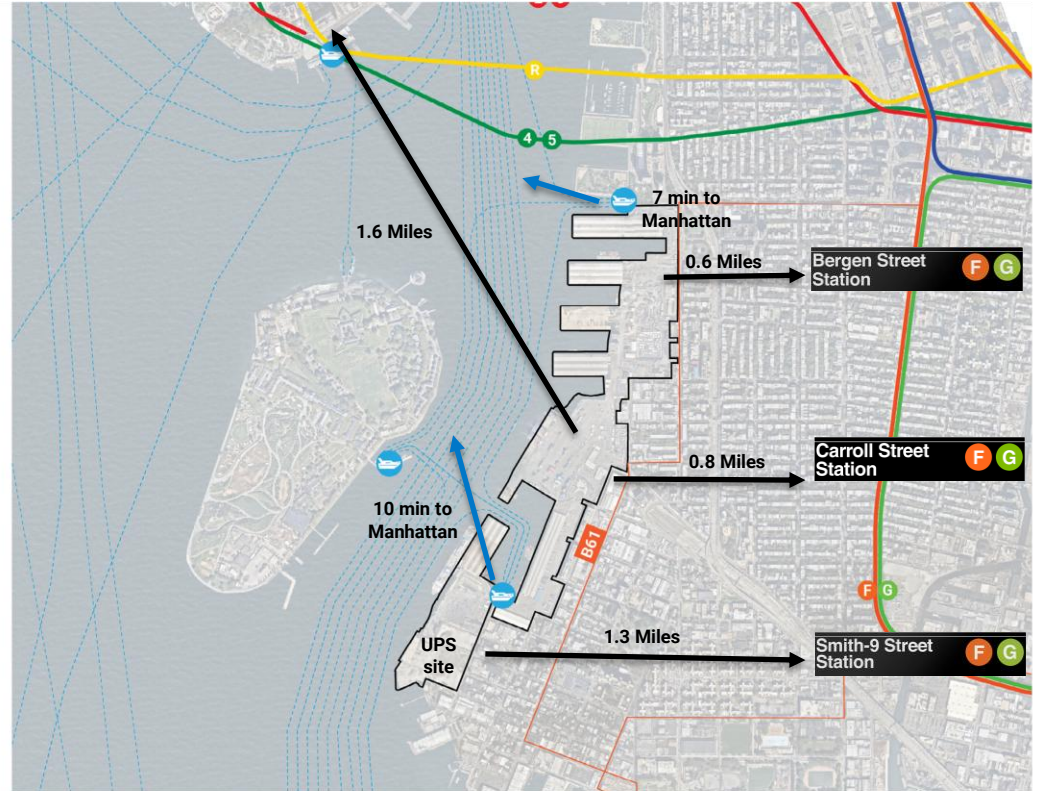 R
4 5
7 min to
Manhattan
1.6 Miles
0.6 Miles
Bergen Street
Station
F G
Carroll Street
Station
F G
0.8 Miles
10 min to
Manhattan
B61
F G
1.3 Miles
UPS
site
Smith-9 Street
Station
F G